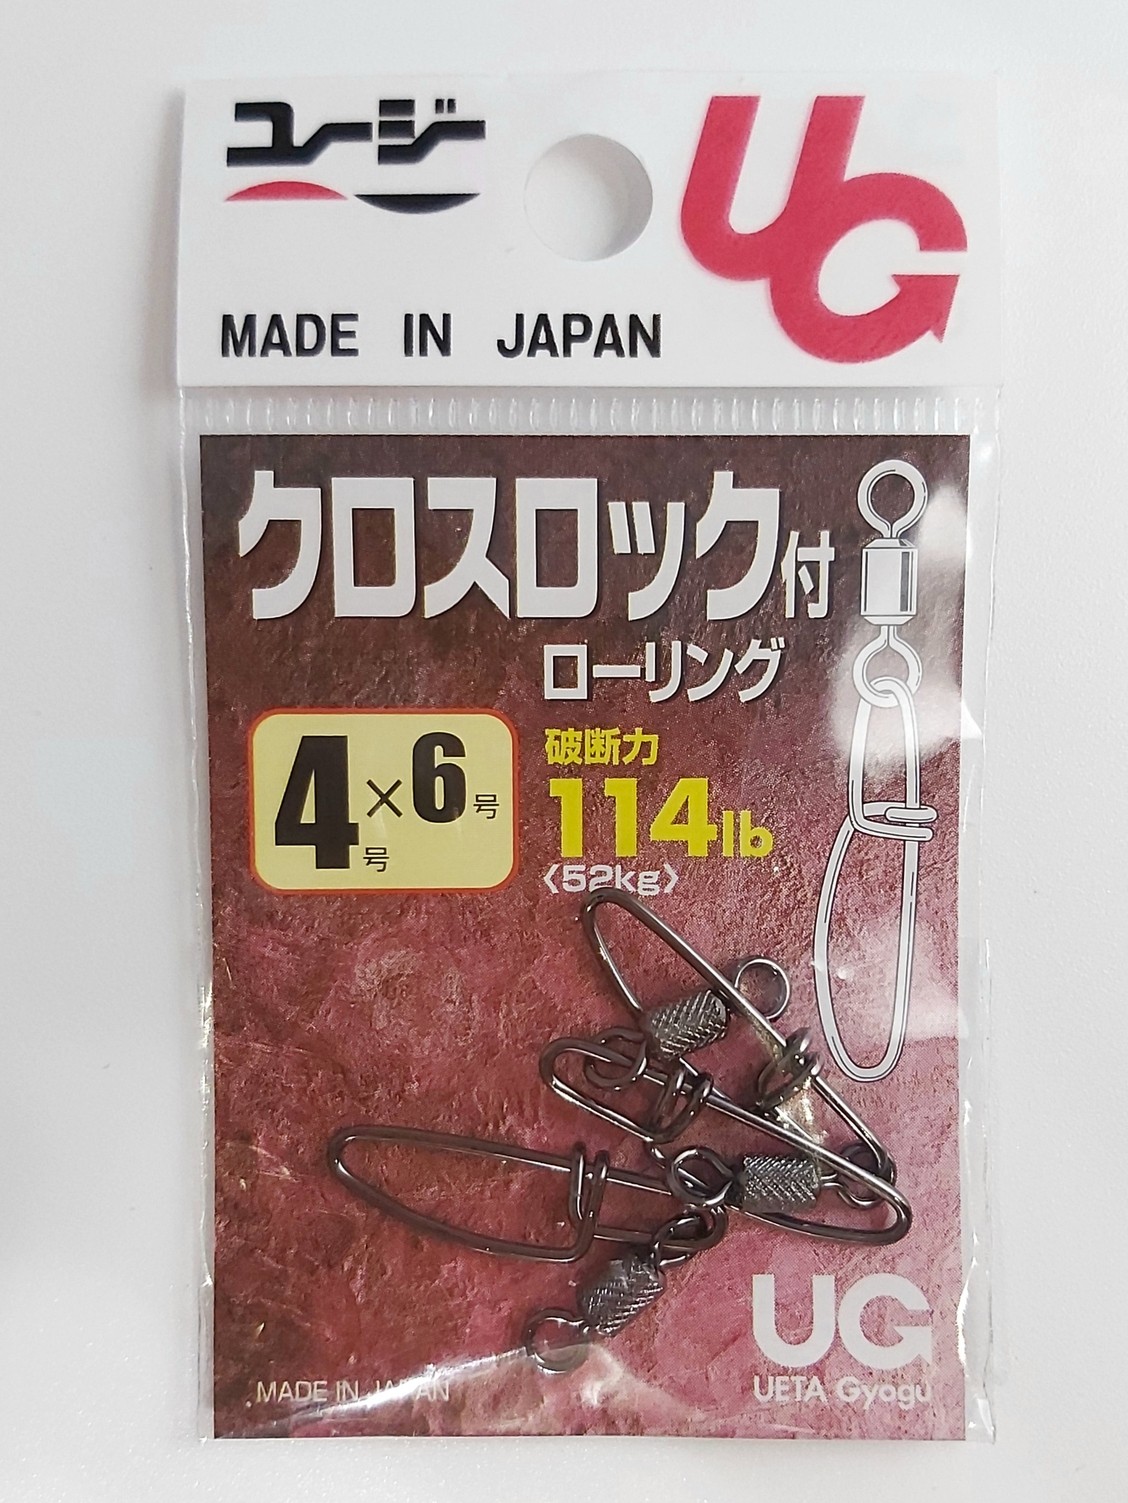 ユージー
UG
MADE IN JAPAN
クロスロック付
ローリング
4号×6号
破断力
114lb
〈52kg〉
UG
UETA Gyogu
MADE IN JAPAN